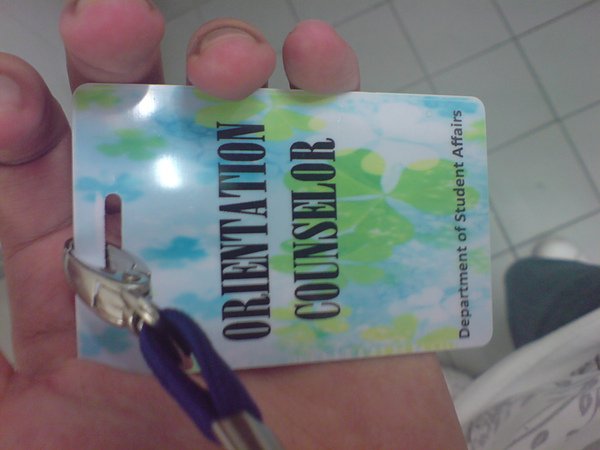 ORIENTATION
COUNSELOR
Department of Student Affairs